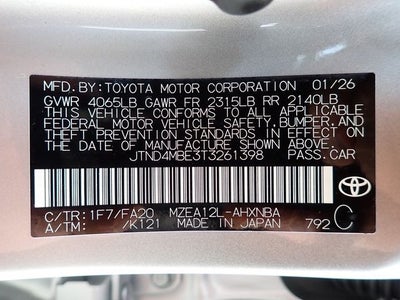 MFD. BY: TOYOTA MOTOR CORPORATION 01/26
GVWR 4065LB GAWR FR 2315LB RR 2140LB
THIS VEHICLE CONFORMS TO ALL APPLICABLE
FEDERAL MOTOR VEHICLE SAFETY, BUMPER, AND
THEFT PREVENTION STANDARDS IN EFFECT ON
THE DATE OF MANUFACTURE SHOWN ABOVE.
JTND4MBE3T3261398 PASS. CAR
TOYOTA
C/TR: 1F7/FA20 MZEA12L-AHXNBA
A/TM: /K121 MADE IN JAPAN 792 C